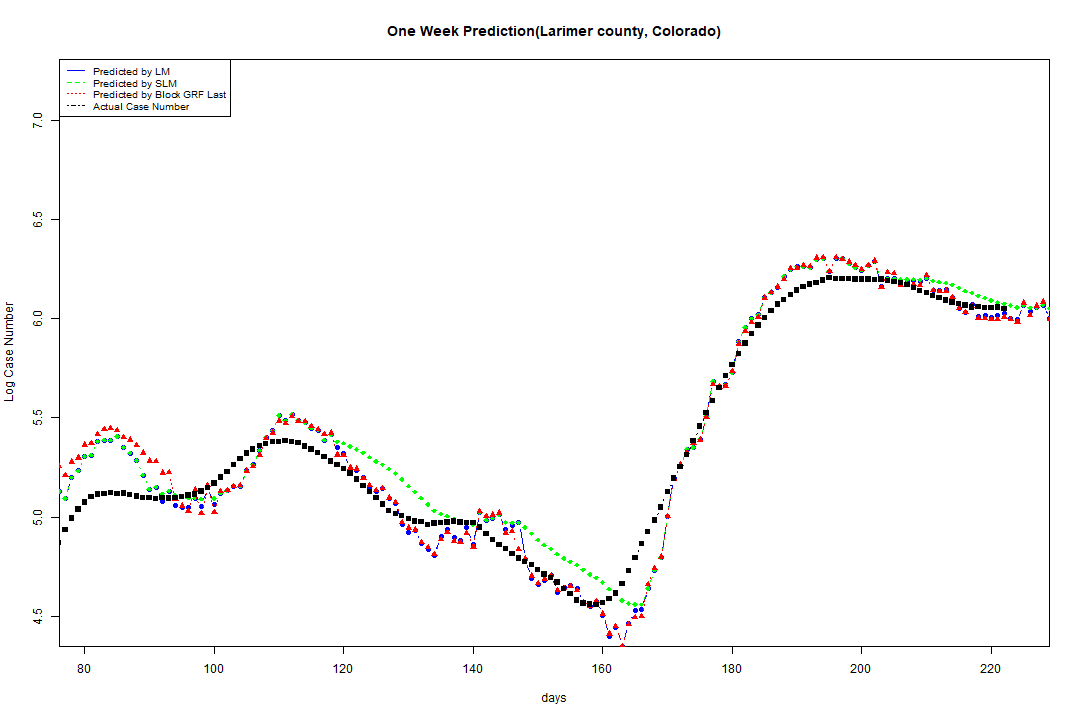 One Week Prediction(Larimer county, Colorado)
Predicted by LM
Predicted by SLM
Predicted by Block GRF Last
Actual Case Number
Log Case Number
7.0
6.5
6.0
5.5
5.0
4.5
80 100 120 140 160 180 200 220
days